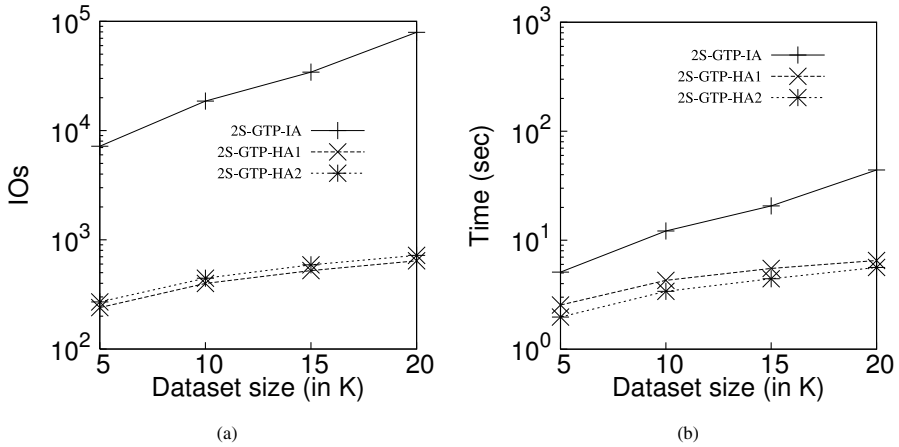 10^5
10^4
10^3
10^2
IOs
2S-GTP-IA
2S-GTP-HA1
2S-GTP-HA2
5 10 15 20
Dataset size (in K)
(a)
10^3
10^2
10^1
10^0
Time (sec)
2S-GTP-IA
2S-GTP-HA1
2S-GTP-HA2
5 10 15 20
Dataset size (in K)
(b)